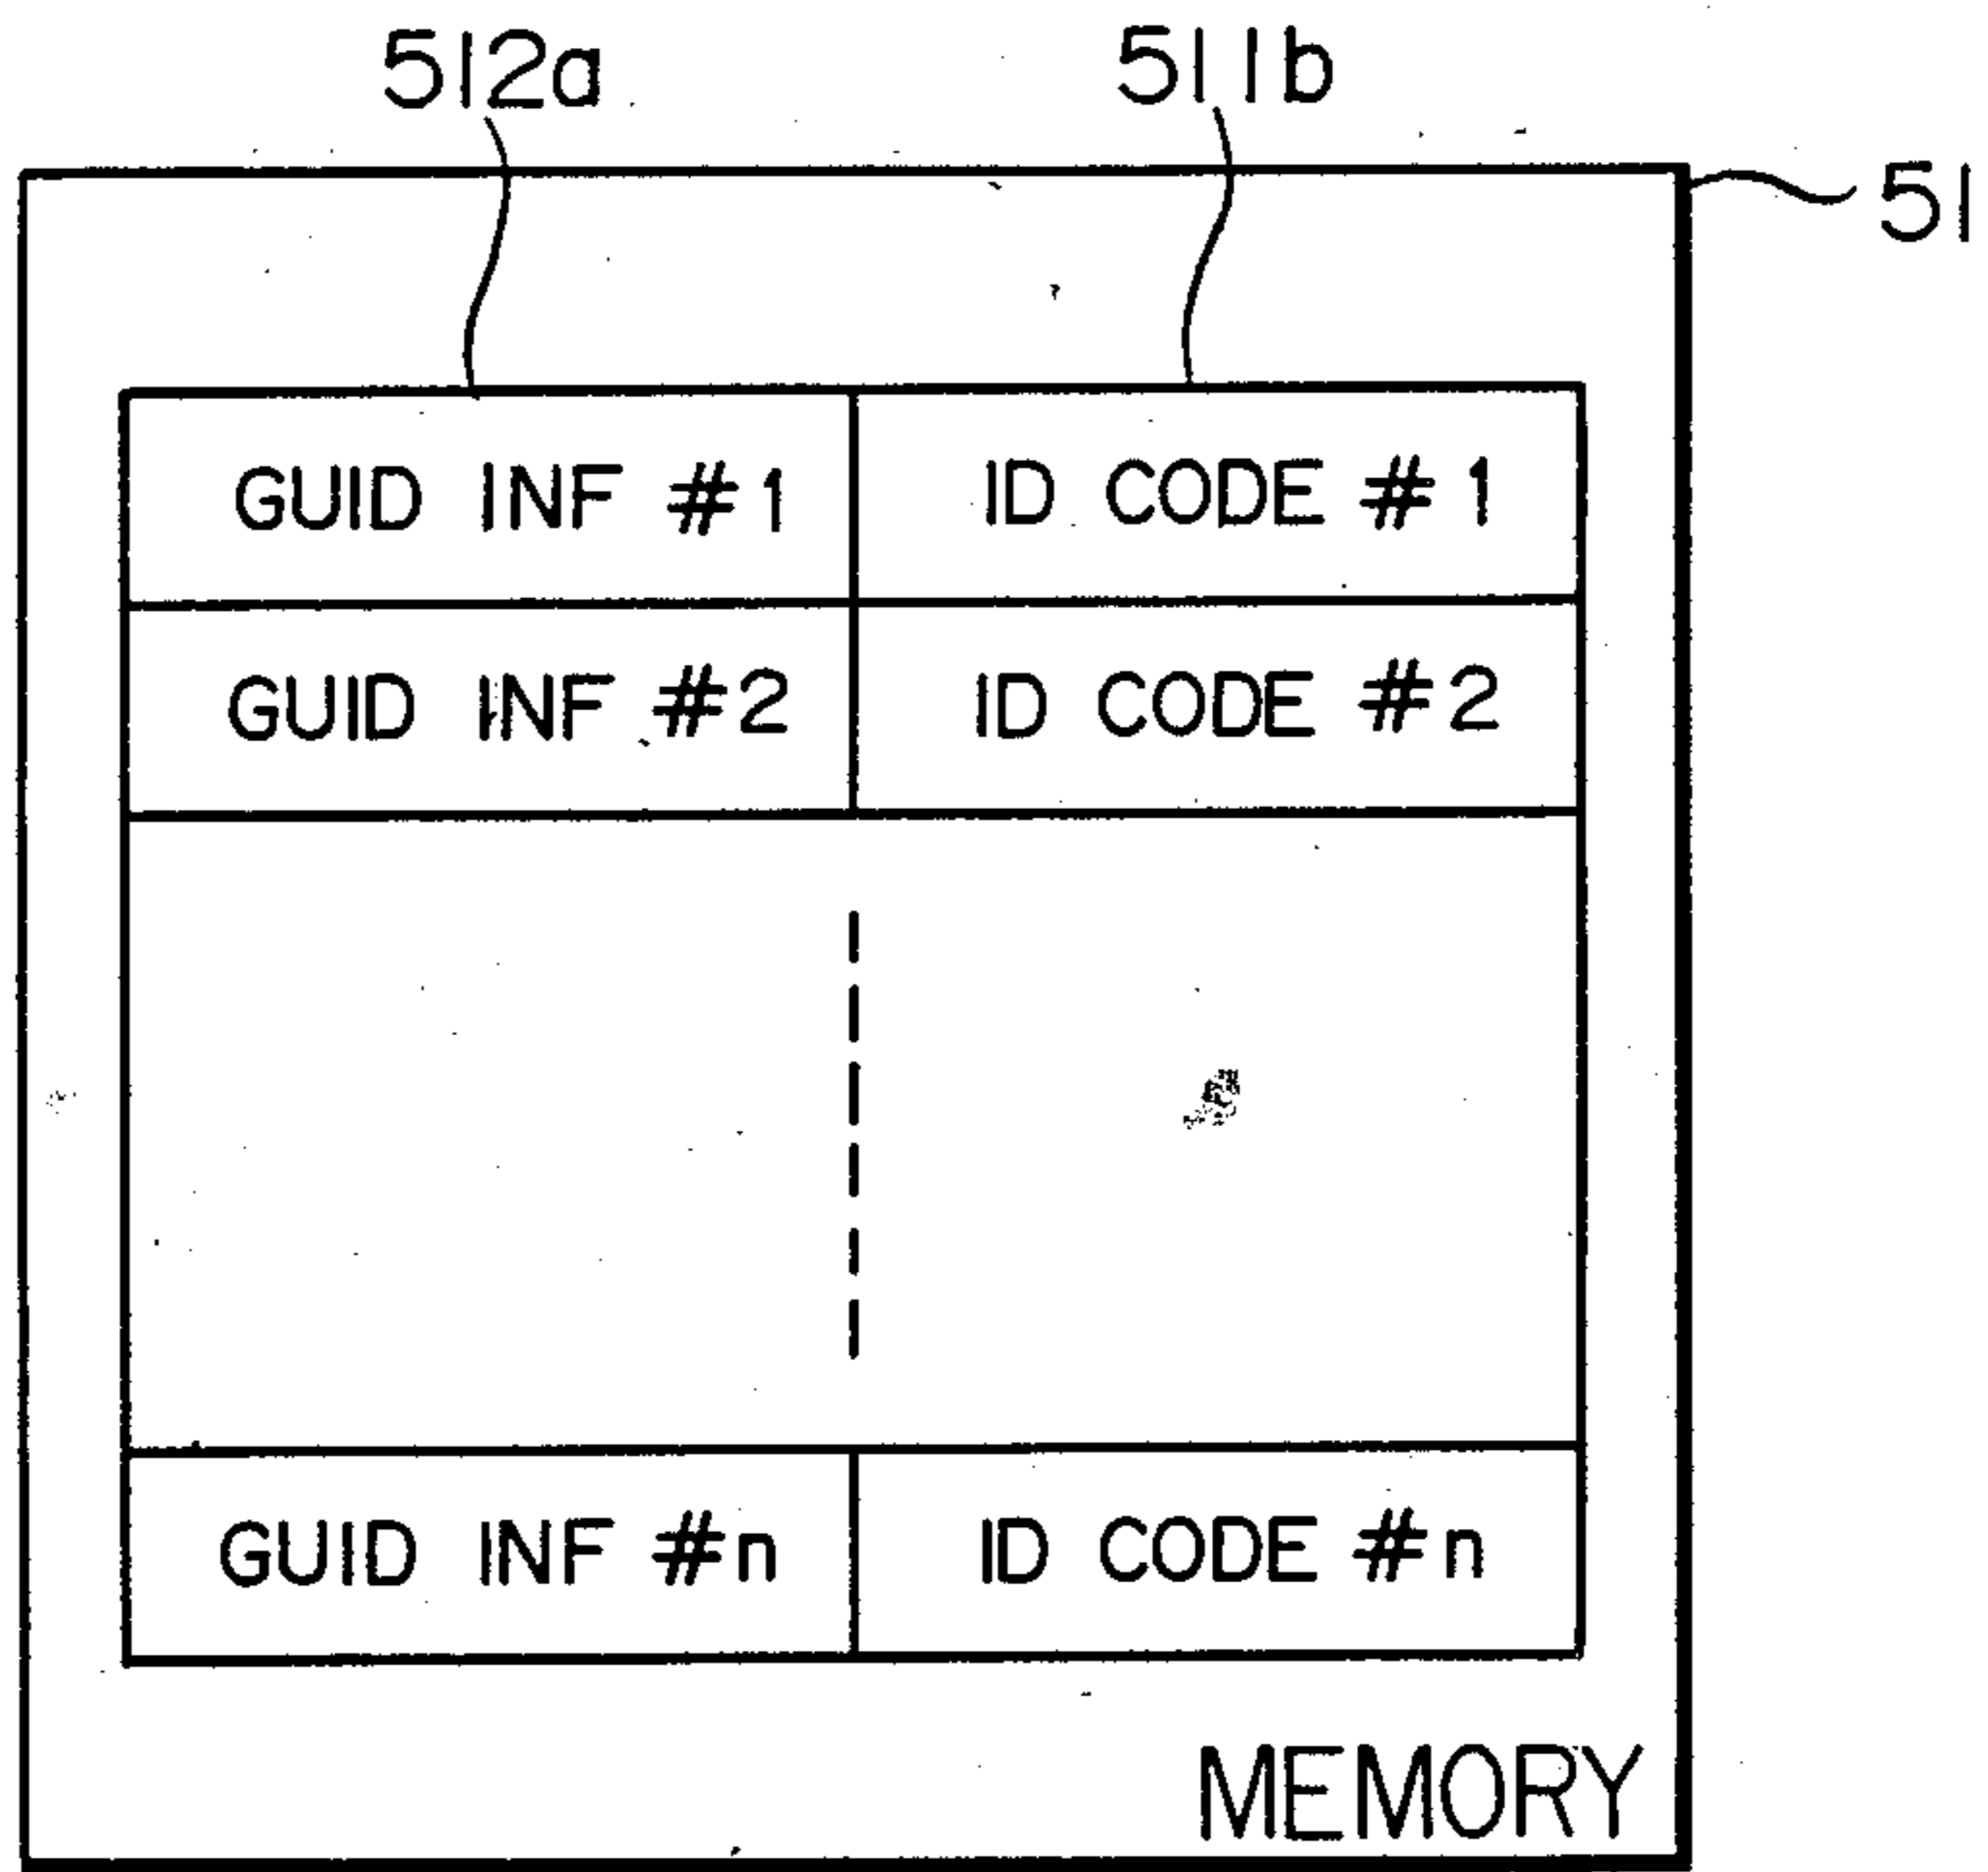 512a 511b
51
GUID INF #1 ID CODE #1
GUID INF #2 ID CODE #2
GUID INF #n ID CODE #n
MEMORY